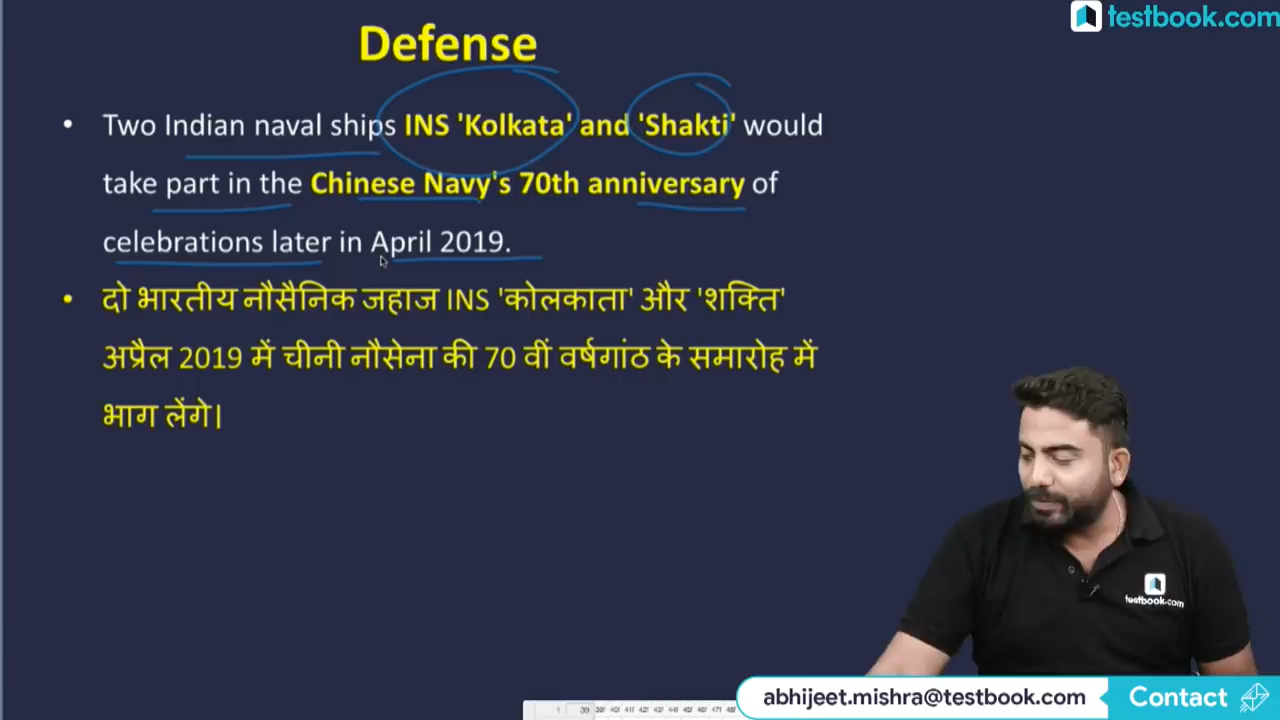 testbook.com
Defense
• Two Indian naval ships INS 'Kolkata' and 'Shakti' would
take part in the Chinese Navy's 70th anniversary of
celebrations later in April 2019.
• दो भारतीय नौसैनिक जहाज INS 'कोलकाता' और 'शक्ति'
अप्रैल 2019 में चीनी नौसेना की 70 वीं वर्षगांठ के समारोह में
भाग लेंगे।
testbook.com
abhijeet.mishra@testbook.com Contact
1 39